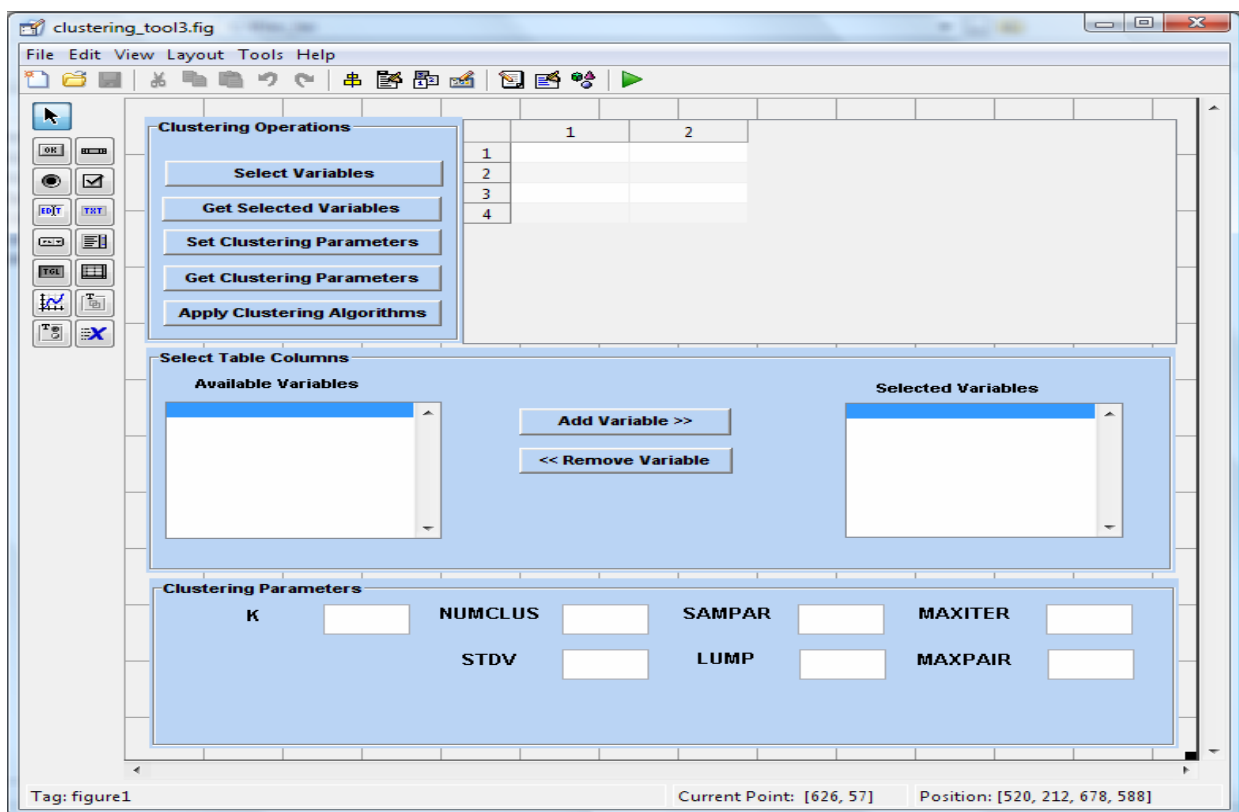 clustering_tool3.fig
File Edit View Layout Tools Help
OK
EDIT TXT
TGL
T
T
X
Clustering Operations
Select Variables
Get Selected Variables
Set Clustering Parameters
Get Clustering Parameters
Apply Clustering Algorithms
1 2
1
2
3
4
Select Table Columns
Available Variables
Selected Variables
Add Variable >>
<< Remove Variable
Clustering Parameters
K NUMCLUS SAMPAR MAXITER
STDV LUMP MAXPAIR
Tag: figure1 Current Point: [626, 57] Position: [520, 212, 678, 588]